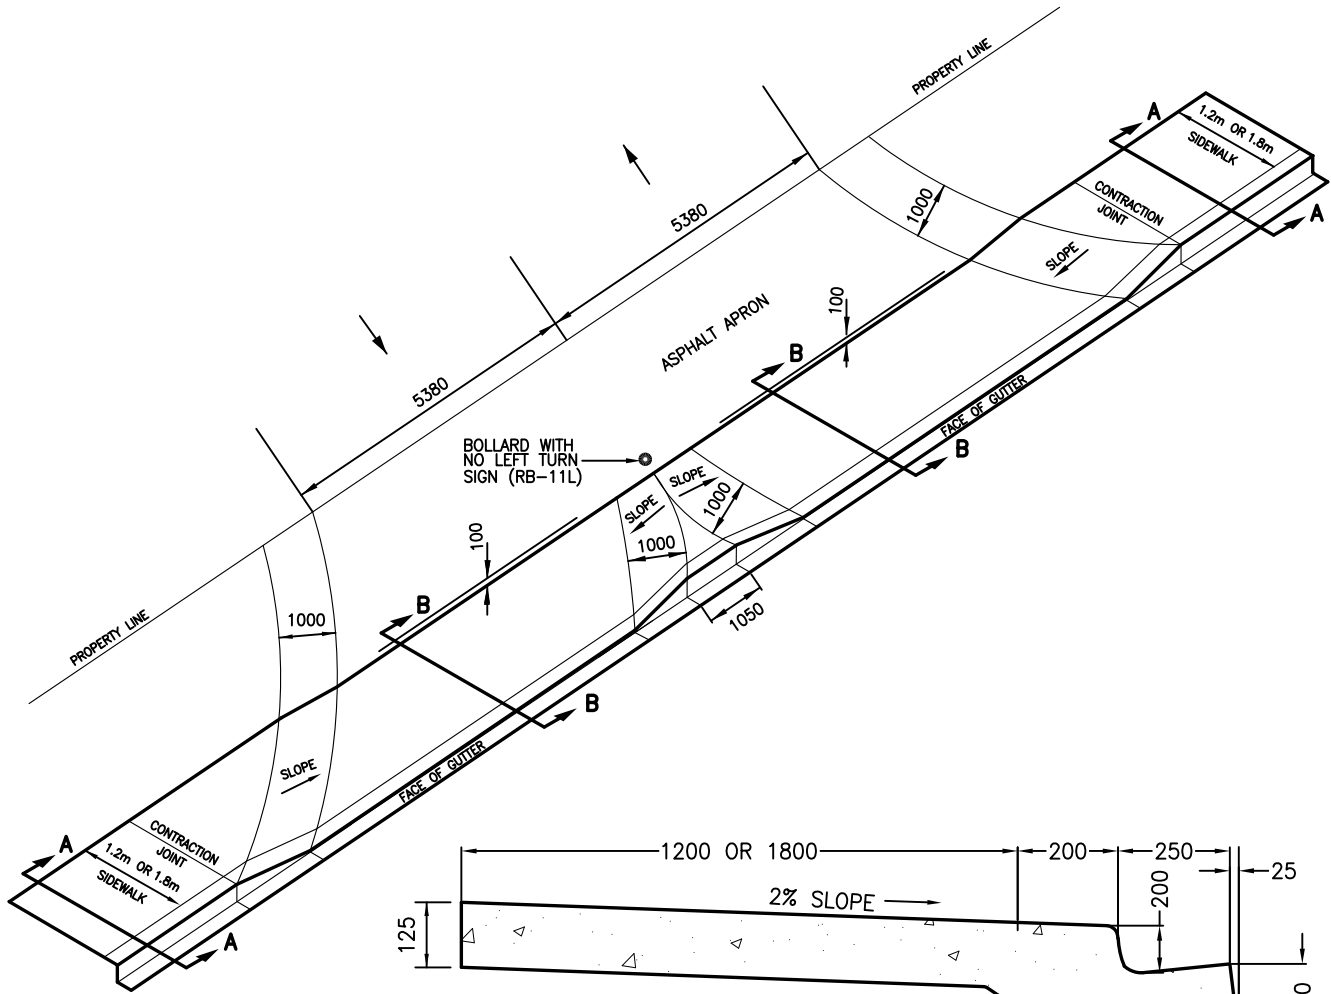 PROPERTY LINE
A
1.2m OR 1.8m
SIDEWALK
A
CONTRACTION
JOINT
1000
SLOPE
5380
ASPHALT APRON
100
B
FACE OF GUTTER
B
5380
BOLLARD WITH
NO LEFT TURN
SIGN (RB-11L)
SLOPE
SLOPE
1000
1000
100
1050
B
B
PROPERTY LINE
1000
SLOPE
FACE OF GUTTER
CONTRACTION
JOINT
A
1.2m OR 1.8m
SIDEWALK
A
1200 OR 1800
200
250
25
2% SLOPE
200
125
0